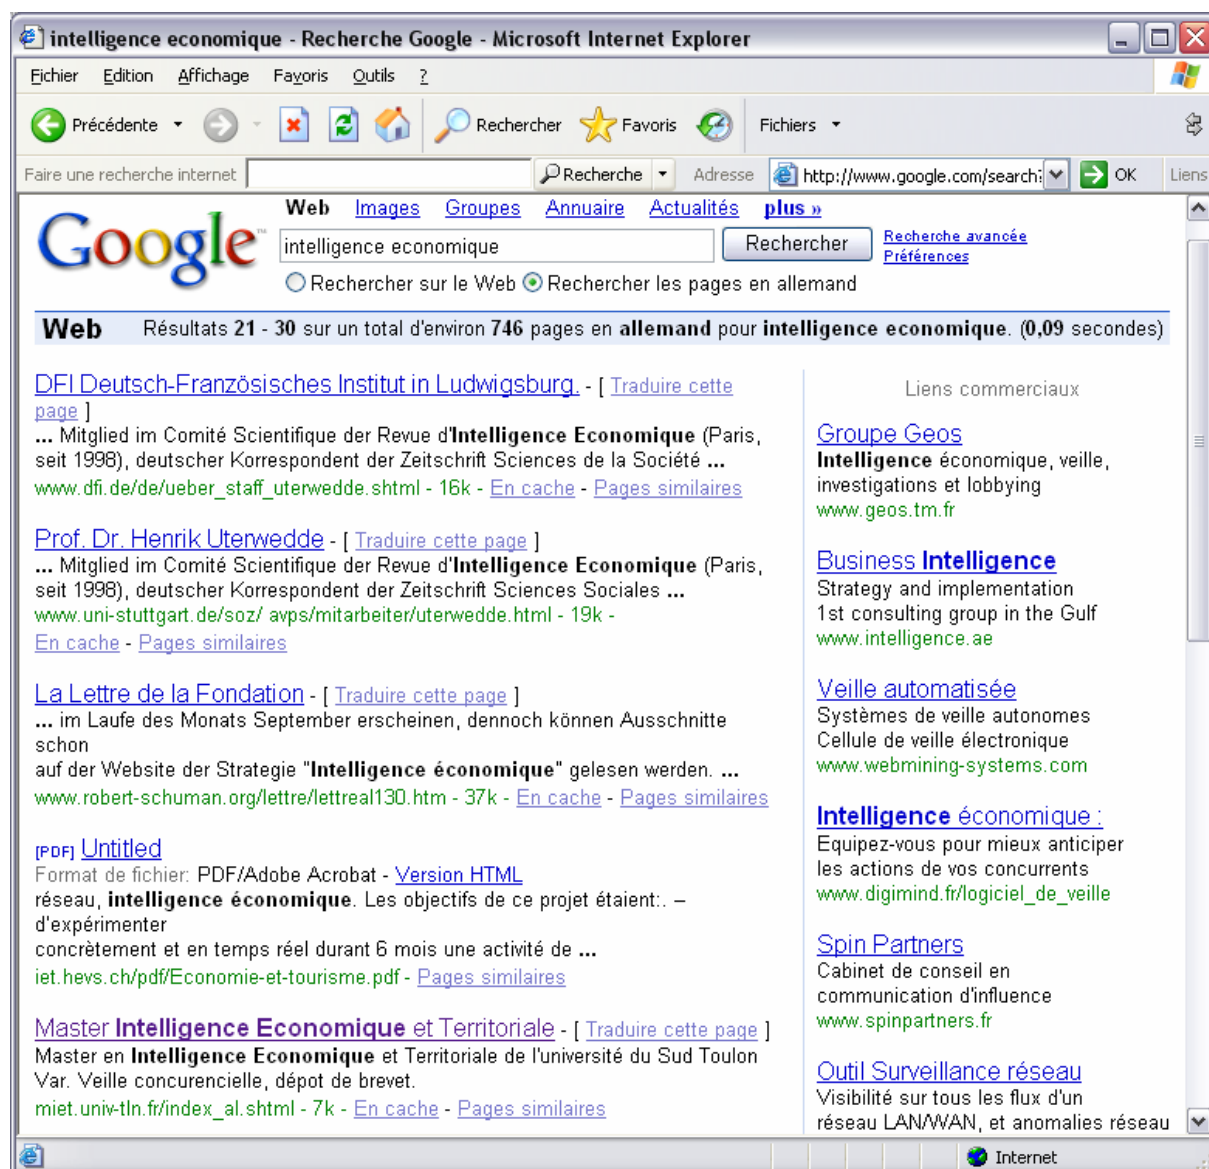 intelligence economique - Recherche Google - Microsoft Internet Explorer
Fichier Edition Affichage Favoris Outils ?
Précédente Rechercher Favoris Fichiers
Faire une recherche internet Recherche Adresse http://www.google.com/search? OK Liens
Web Images Groupes Annuaire Actualités plus »
Google™ intelligence economique Rechercher Recherche avancée
Préférences
Rechercher sur le Web Rechercher les pages en allemand
Web Résultats 21 - 30 sur un total d'environ 746 pages en allemand pour intelligence economique. (0,09 secondes)
DFI Deutsch-Französisches Institut in Ludwigsburg. - [ Traduire cette
page ]
... Mitglied im Comité Scientifique der Revue d'Intelligence Economique (Paris,
seit 1998), deutscher Korrespondent der Zeitschrift Sciences de la Société ...
www.dfi.de/de/ueber_staff_uterwedde.shtml - 16k - En cache - Pages similaires
Prof. Dr. Henrik Uterwedde - [ Traduire cette page ]
... Mitglied im Comité Scientifique der Revue d'Intelligence Economique (Paris,
seit 1998), deutscher Korrespondent der Zeitschrift Sciences Sociales ...
www.uni-stuttgart.de/soz/ avps/mitarbeiter/uterwedde.html - 19k -
En cache - Pages similaires
La Lettre de la Fondation - [ Traduire cette page ]
... im Laufe des Monats September erscheinen, dennoch können Ausschnitte
schon
auf der Website der Strategie "Intelligence économique" gelesen werden. ...
www.robert-schuman.org/lettre/lettreal130.htm - 37k - En cache - Pages similaires
[PDF] Untitled
Format de fichier: PDF/Adobe Acrobat - Version HTML
réseau, intelligence économique. Les objectifs de ce projet étaient:. –
d'expérimenter
concrètement et en temps réel durant 6 mois une activité de ...
iet.hevs.ch/pdf/Economie-et-tourisme.pdf - Pages similaires
Master Intelligence Economique et Territoriale - [ Traduire cette page ]
Master en Intelligence Economique et Territoriale de l'université du Sud Toulon
Var. Veille concurencielle, dépot de brevet.
miet.univ-tln.fr/index_al.shtml - 7k - En cache - Pages similaires
Liens commerciaux
Groupe Geos
Intelligence économique, veille,
investigations et lobbying
www.geos.tm.fr
Business Intelligence
Strategy and implementation
1st consulting group in the Gulf
www.intelligence.ae
Veille automatisée
Systèmes de veille autonomes
Cellule de veille électronique
www.webmining-systems.com
Intelligence économique :
Equipez-vous pour mieux anticiper
les actions de vos concurrents
www.digimind.fr/logiciel_de_veille
Spin Partners
Cabinet de conseil en
communication d'influence
www.spinpartners.fr
Outil Surveillance réseau
Visibilité sur tous les flux d'un
réseau LAN/WAN, et anomalies réseau
Internet